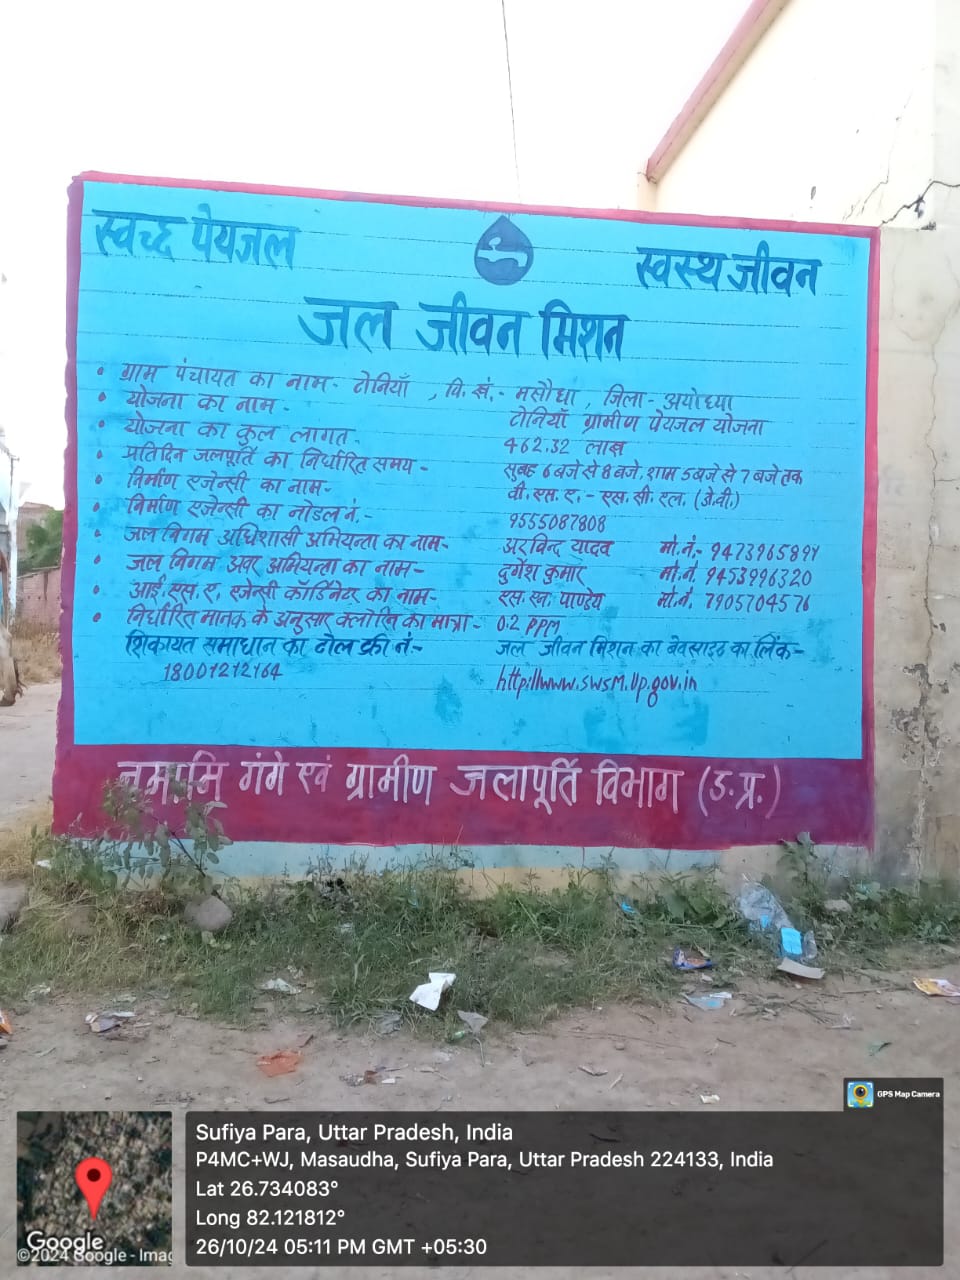 स्वच्छ पेयजल
स्वस्थ जीवन
जल जीवन मिशन
• ग्राम पंचायत का नाम- टोनियाँ , वि. खं. - मसौधा , जिला - अयोध्या
• योजना का नाम - टोनियाँ ग्रामीण पेयजल योजना
• योजना का कुल लागत- 462.32 लाख
• प्रतिदिन जलपूर्ति का निर्धारित समय - सुबह 6 बजे से 8 बजे, शाम 5 बजे से 7 बजे तक
• निर्माण एजेन्सी का नाम- वी. एस. ए. - एस. सी. एल. (जे.वी.)
• निर्माण एजेन्सी का नोडल नं. - 9555087808
• जल निगम अधिशासी अभियन्ता का नाम- अरविन्द यादव मो. नं.- 9473965894
• जल निगम अवर अभियन्ता का नाम- दुर्गेश कुमार मो. नं. 9453996320
• आई. एस. ए. एजेन्सी कॉर्डिनेटर का नाम- एस. एन. पाण्डेय मो. नं. 7905704576
• निर्धारित मानक के अनुसार क्लोरिन की मात्रा - 0.2 PPM
शिकायत समाधान का टोल फ्री नं- जल जीवन मिशन का बेवसाइट का लिंक-
18001212164 http://www.swsm.up.gov.in
नमामि गंगे एवं ग्रामीण जलापूर्ति विभाग (उ. प्र.)
GPS Map Camera
Sufiya Para, Uttar Pradesh, India
P4MC+WJ, Masaudha, Sufiya Para, Uttar Pradesh 224133, India
Lat 26.734083°
Long 82.121812°
26/10/24 05:11 PM GMT +05:30
Google
©2024 Google - Imag